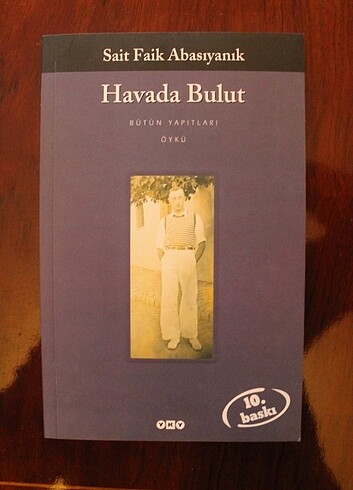 Sait Faik Abasıyanık
Havada Bulut
BÜTÜN YAPITLARI
ÖYKÜ
10.
baskı
YKY